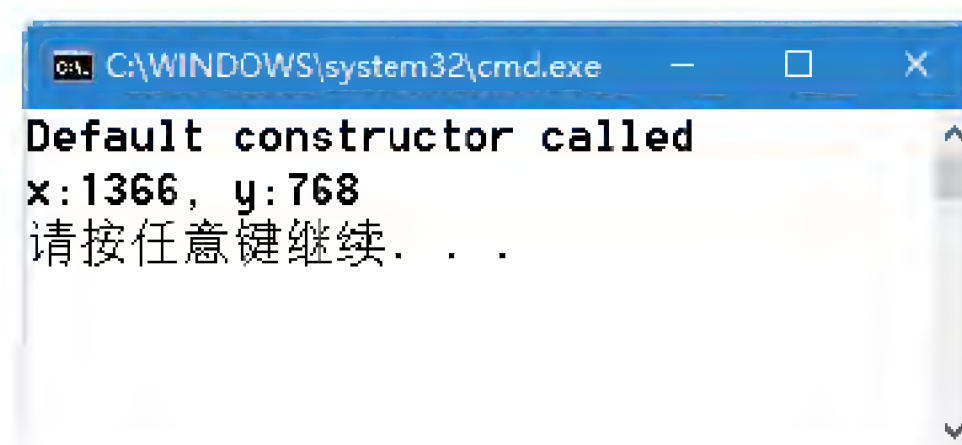 C:\WINDOWS\system32\cmd.exe
Default constructor called
x:1366, y:768
请按任意键继续. . .